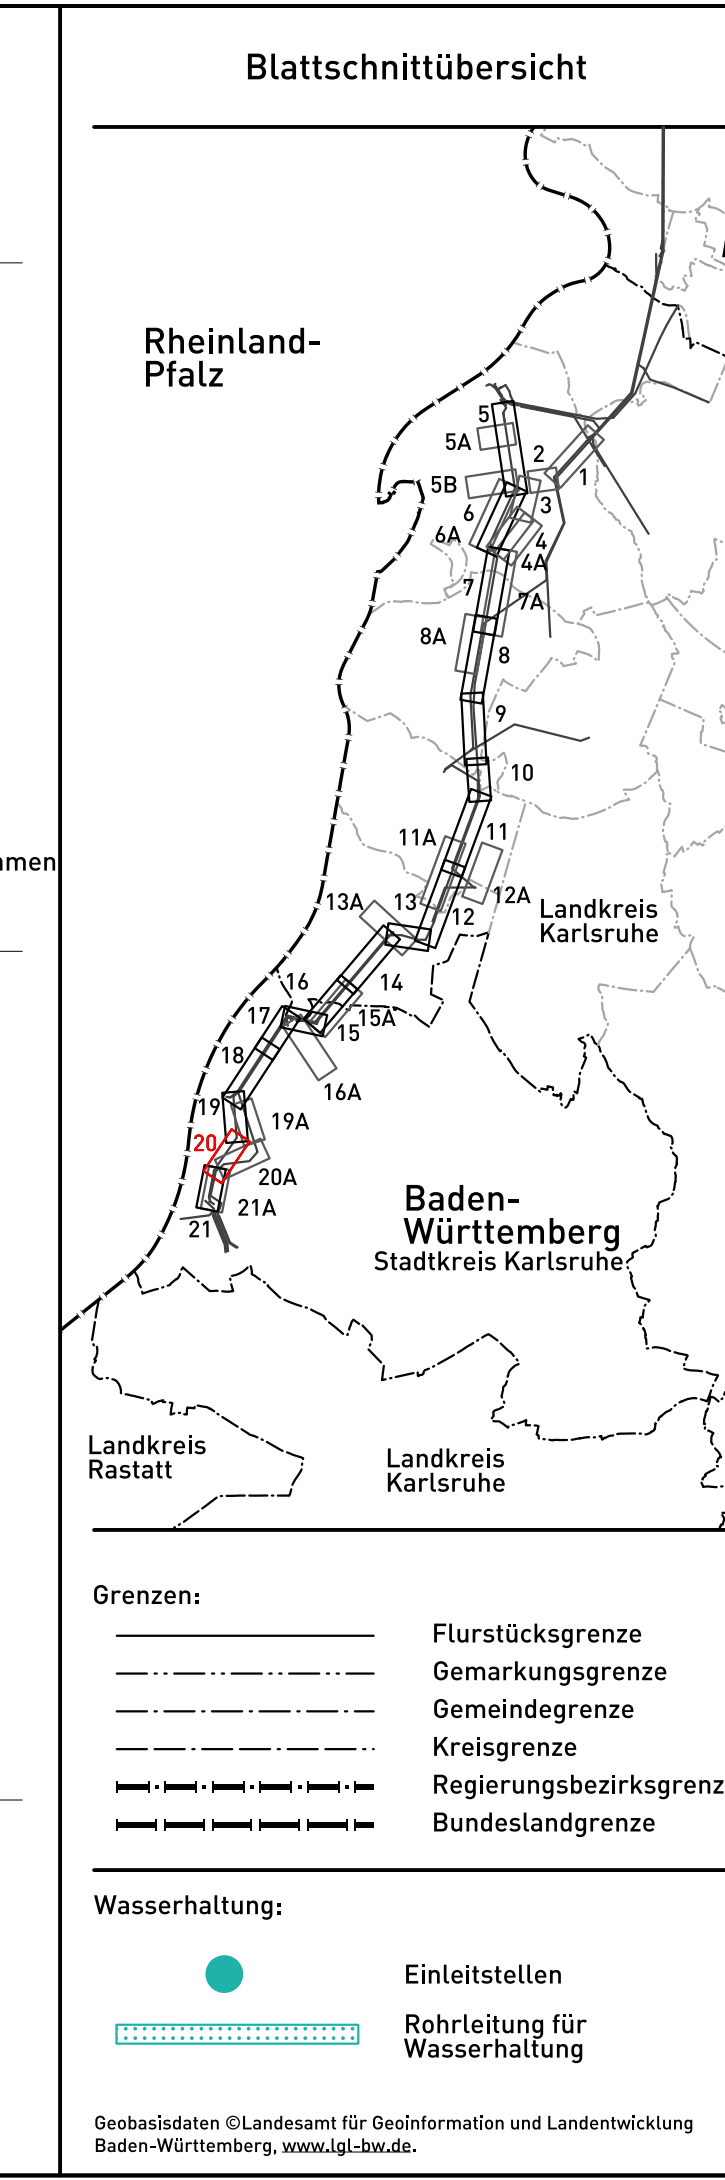 Blattschnittübersicht
Rheinland-
Pfalz
5
5A
2
1
5B
3
6
6A
4
4A
7
7A
8A
8
9
10
11
11A
12A
13A
13
12
Landkreis
Karlsruhe
16
14
17
15A
15
18
16A
19
19A
20
20A
21A
21
Baden-
Württemberg
Stadtkreis Karlsruhe
Landkreis
Rastatt
Landkreis
Karlsruhe
Grenzen:
Flurstücksgrenze
Gemarkungsgrenze
Gemeindegrenze
Kreisgrenze
Regierungsbezirksgrenz
Bundeslandgrenze
Wasserhaltung:
Einleitstellen
Rohrleitung für
Wasserhaltung
Geobasisdaten ©Landesamt für Geoinformation und Landentwicklung
Baden-Württemberg, www.lgl-bw.de.